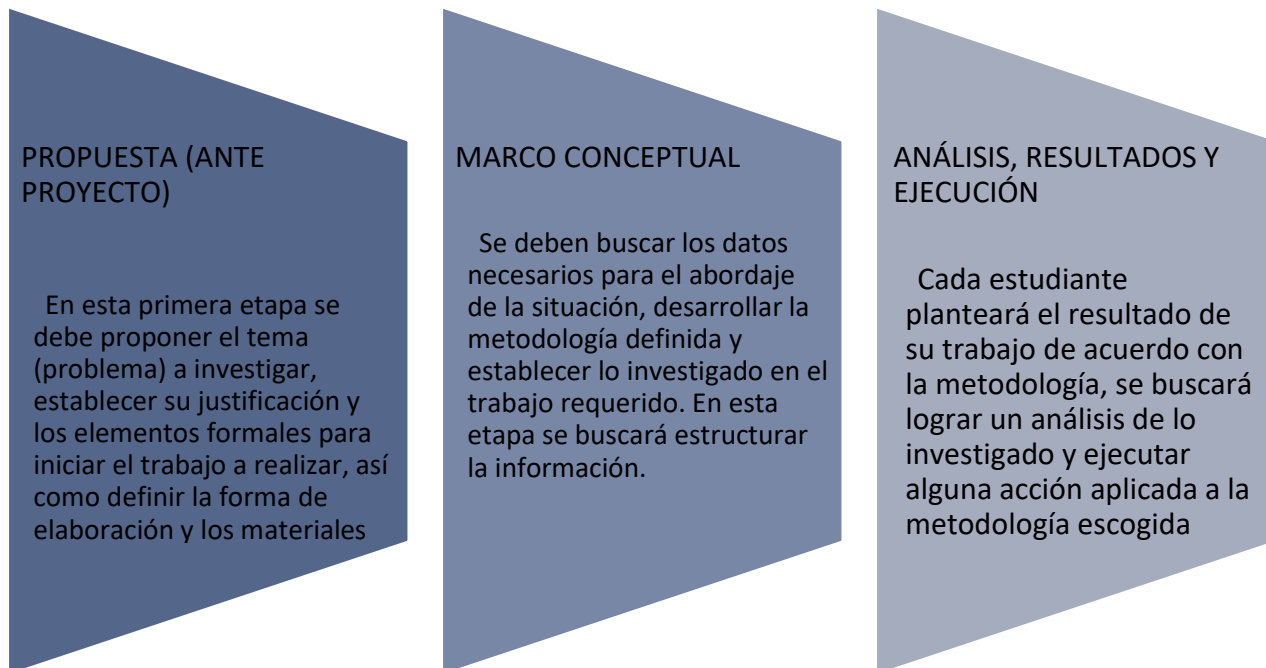 PROPUESTA (ANTE
PROYECTO)
En esta primera etapa se
debe proponer el tema
(problema) a investigar,
establecer su justificación y
los elementos formales para
iniciar el trabajo a realizar, así
como definir la forma de
elaboración y los materiales
MARCO CONCEPTUAL
Se deben buscar los datos
necesarios para el abordaje
de la situación, desarrollar la
metodología definida y
establecer lo investigado en el
trabajo requerido. En esta
etapa se buscará estructurar
la información.
ANÁLISIS, RESULTADOS Y
EJECUCIÓN
Cada estudiante
planteará el resultado de
su trabajo de acuerdo con
la metodología, se buscará
lograr un análisis de lo
investigado y ejecutar
alguna acción aplicada a la
metodología escogida